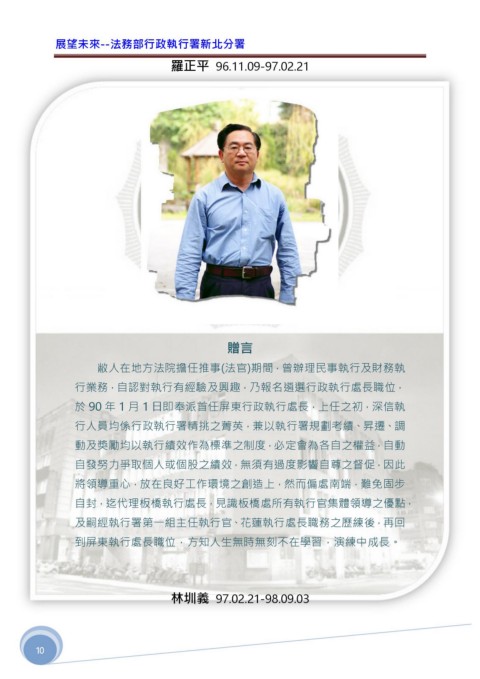 展望未來--法務部行政執行署新北分署
羅正平 96.11.09-97.02.21
贈言
敝人在地方法院擔任推事(法官)期間，曾辦理民事執行及財務執
行業務，自認對執行有經驗及興趣，乃報名遴選行政執行處長職位，
於 90 年 1 月 1 日即奉派首任屏東行政執行處長，上任之初，深信執
行人員均係行政執行署精挑之菁英，兼以執行署規劃考績、昇遷、調
動及獎勵均以執行績效作為標準之制度，必定會為各自之權益，自動
自發努力爭取個人或個股之績效，無須有過度影響自尊之督促，因此
將領導重心，放在良好工作環境之創造上，然而偏處南端，難免固步
自封，迄代理板橋執行處長，見識板橋處所有執行官集體領導之優點，
及嗣經執行署第一組主任執行官、花蓮執行處長職務之歷練後，再回
到屏東執行處長職位，方知人生無時無刻不在學習，演練中成長。
林圳義 97.02.21-98.09.03
10